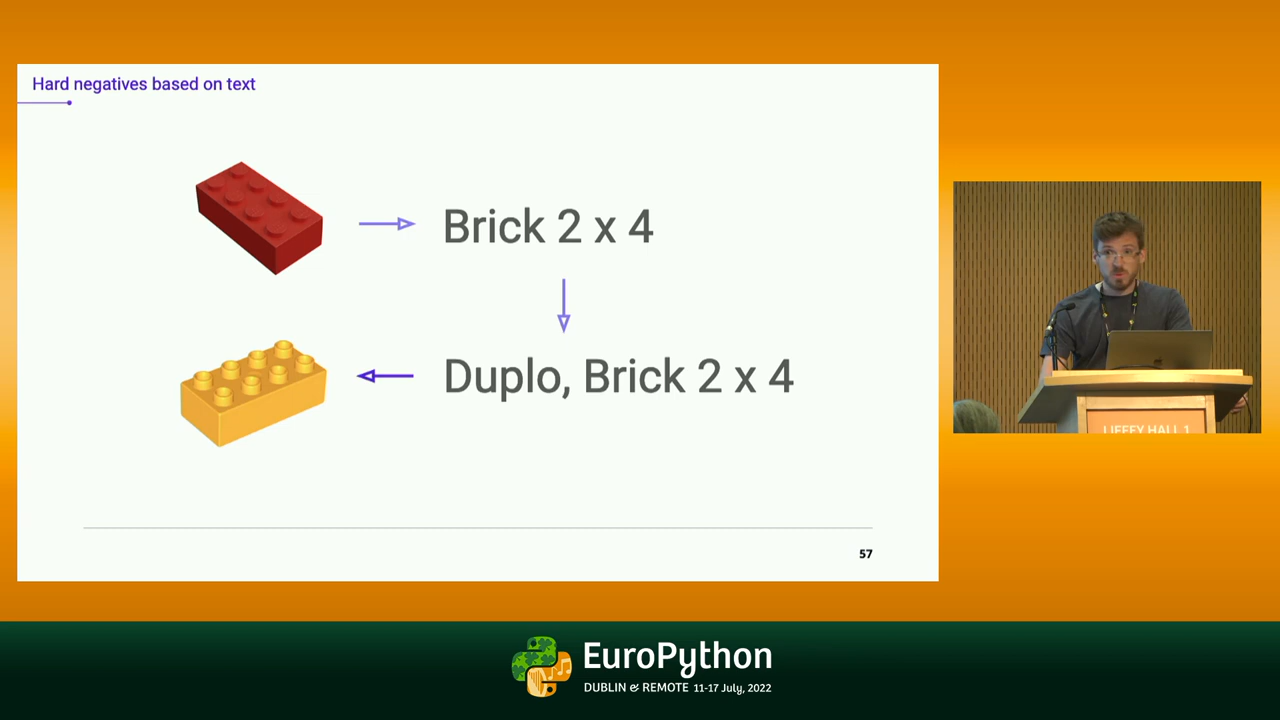 Hard negatives based on text
Brick 2 x 4
Duplo, Brick 2 x 4
57
LIFFEY HALL 1
EuroPython
DUBLIN & REMOTE 11-17 July, 2022